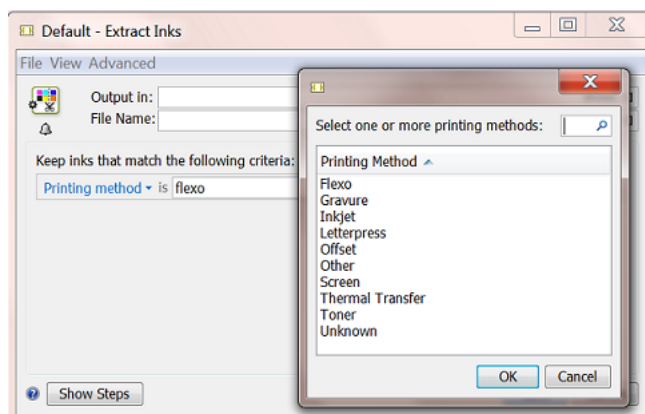 Default - Extract Inks
File View Advanced
Output in:
File Name:
Keep inks that match the following criteria:
Printing method is flexo
Show Steps
Select one or more printing methods:
Printing Method
Flexo
Gravure
Inkjet
Letterpress
Offset
Other
Screen
Thermal Transfer
Toner
Unknown
OK Cancel